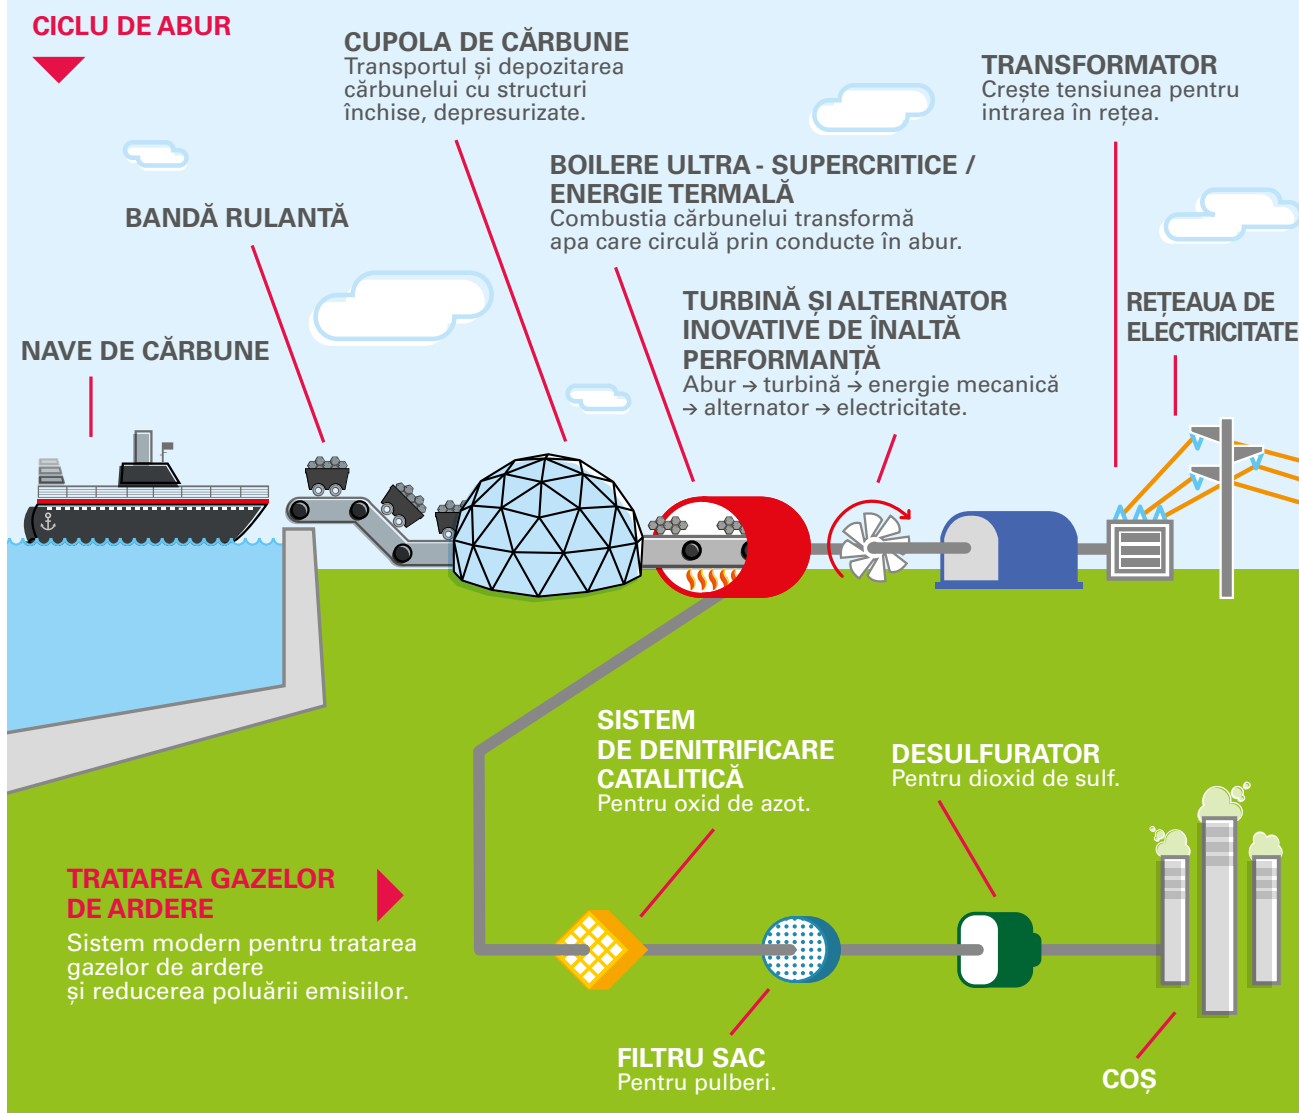 CICLU DE ABUR
CUPOLA DE CĂRBUNE
Transportul și depozitarea
cărbunelui cu structuri
închise, depresurizate.
TRANSFORMATOR
Crește tensiunea pentru
intrarea în rețea.
BOILERE ULTRA - SUPERCRITICE /
ENERGIE TERMALĂ
Combustia cărbunelui transformă
apa care circulă prin conducte în abur.
BANDĂ RULANTĂ
TURBINĂ ȘI ALTERNATOR
INOVATIVE DE ÎNALTĂ
PERFORMANȚĂ
Abur → turbină → energie mecanică
→ alternator → electricitate.
REȚEAUA DE
ELECTRICITATE
NAVE DE CĂRBUNE
SISTEM
DE DENITRIFICARE
CATALITICĂ
Pentru oxid de azot.
DESULFURATOR
Pentru dioxid de sulf.
TRATAREA GAZELOR
DE ARDERE
Sistem modern pentru tratarea
gazelor de ardere
și reducerea poluării emisiilor.
FILTRU SAC
Pentru pulberi.
COȘ